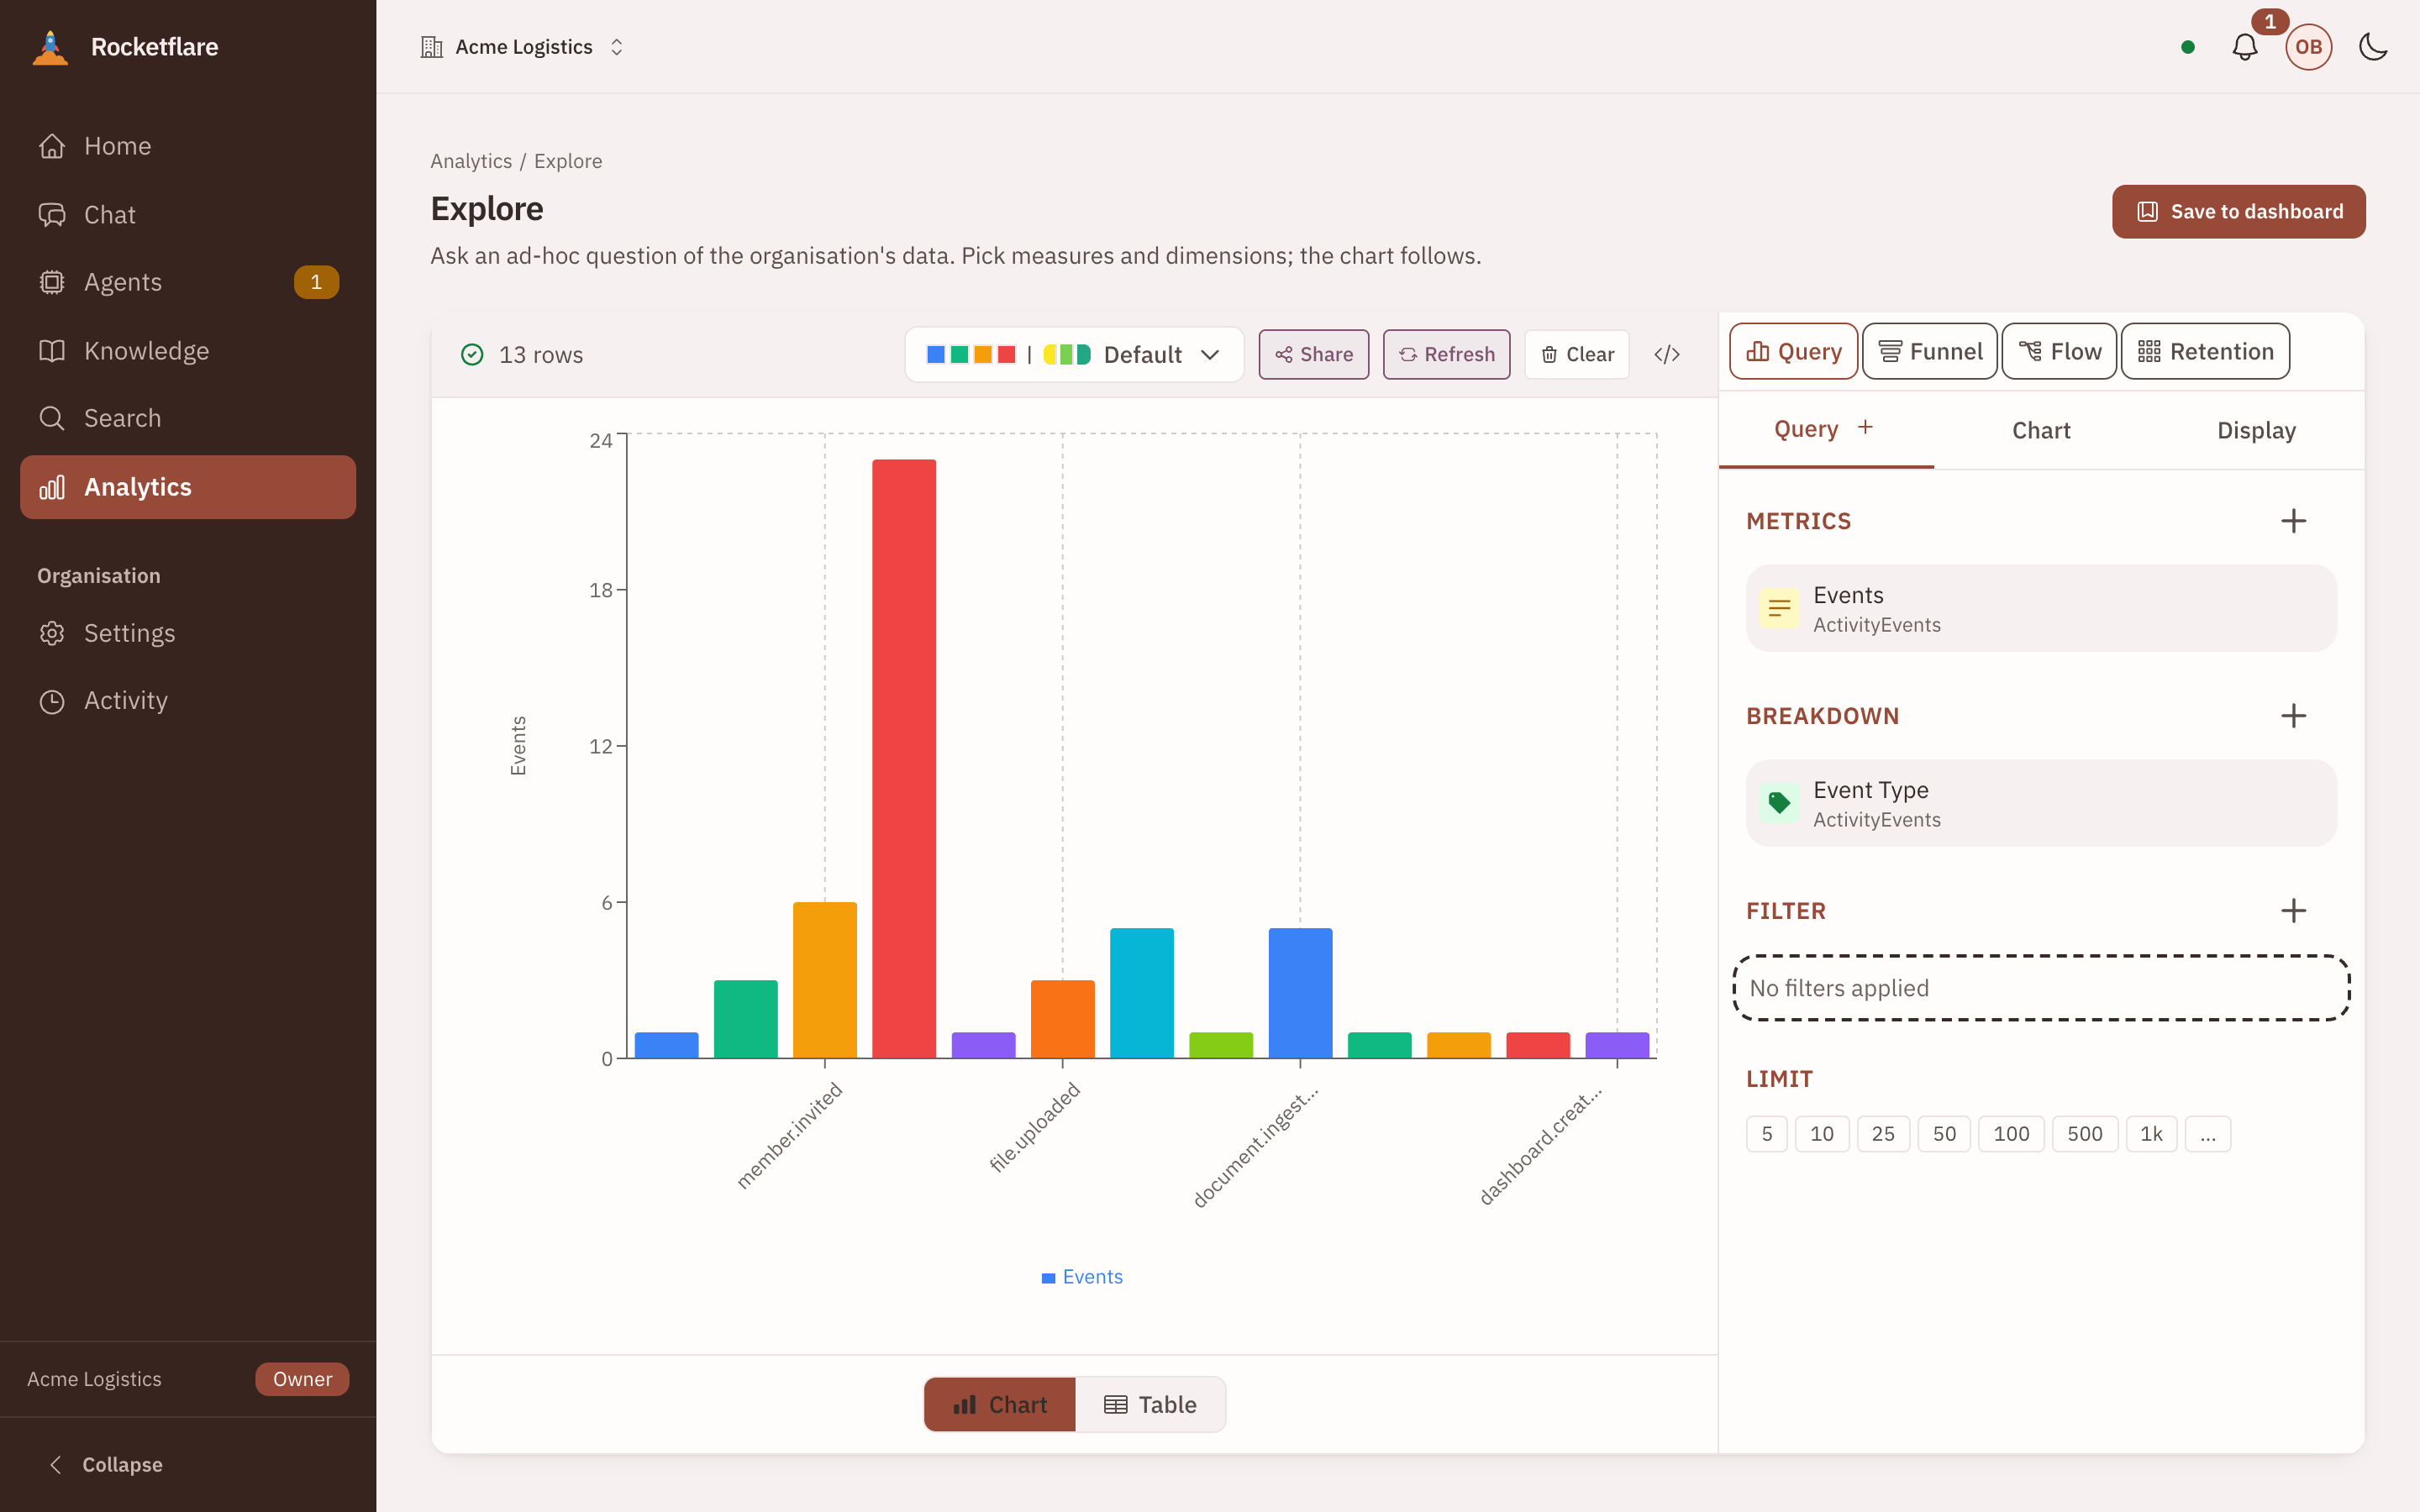 Rocketflare
Home
Chat
Agents
1
Knowledge
Search
Analytics
Organisation
Settings
Activity
Acme Logistics
Owner
Collapse
Acme Logistics
1
OB
Analytics / Explore
Explore
Ask an ad-hoc question of the organisation's data. Pick measures and dimensions; the chart follows.
Save to dashboard
13 rows
Default
Share
Refresh
Clear
24
18
12
6
0
Events
member.invited
file.uploaded
document.ingest...
dashboard.creat...
Events
Chart
Table
Query
Funnel
Flow
Retention
Query +
Chart
Display
METRICS
Events
ActivityEvents
BREAKDOWN
Event Type
ActivityEvents
FILTER
No filters applied
LIMIT
5
10
25
50
100
500
1k
...